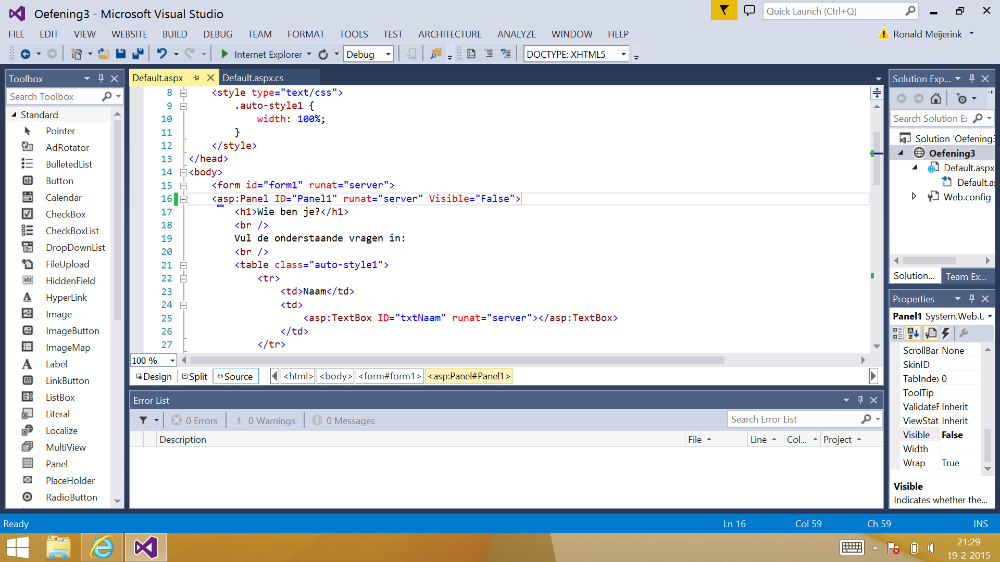 Oefening3 - Microsoft Visual Studio
Quick Launch (Ctrl+Q)
FILE EDIT VIEW WEBSITE BUILD DEBUG TEAM FORMAT TOOLS TEST ARCHITECTURE ANALYZE WINDOW HELP
Ronald Meijerink
Internet Explorer
Debug
DOCTYPE: XHTML5
Toolbox
Search Toolbox
Standard
Pointer
AdRotator
BulletedList
Button
Calendar
CheckBox
CheckBoxList
DropDownList
FileUpload
HiddenField
HyperLink
Image
ImageButton
ImageMap
Label
LinkButton
ListBox
Literal
Localize
MultiView
Panel
PlaceHolder
RadioButton
Default.aspx
Default.aspx.cs
8 <style type="text/css">
9 .auto-style1 {
10 width: 100%;
11 }
12 </style>
13 </head>
14 <body>
15 <form id="form1" runat="server">
16 <asp:Panel ID="Panel1" runat="server" Visible="False">
17 <h1>Wie ben je?</h1>
18 <br />
19 Vul de onderstaande vragen in:
20 <br />
21 <table class="auto-style1">
22 <tr>
23 <td>Naam</td>
24 <td>
25 <asp:TextBox ID="txtNaam" runat="server"></asp:TextBox>
26 </td>
27 </tr>
100 %
Design Split Source <html> <body> <form#form1> <asp:Panel#Panel1>
Error List
0 Errors 0 Warnings 0 Messages
Search Error List
Description File Line Col... Project
Solution Exp...
Search Solution Ex
Solution 'Oefening3
Oefening3
Default.aspx
Default.as
Web.config
Solution... Team Ex...
Properties
Panel1 System.Web.U
ScrollBar None
SkinID
TabIndex 0
ToolTip
ValidateR Inherit
ViewStat Inherit
Visible False
Width
Wrap True
Visible
Indicates whether the...
Ready
Ln 16
Col 59
Ch 59
INS
21:29
19-2-2015